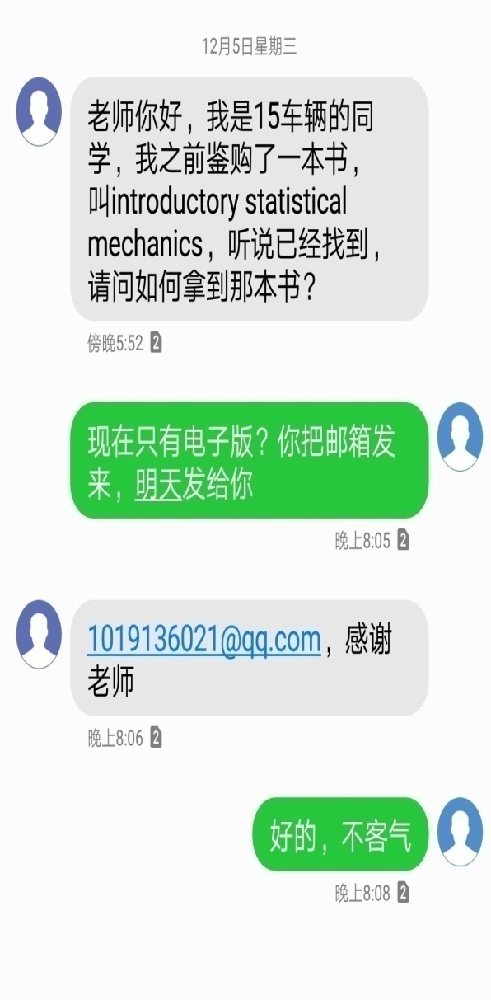 12月5日星期三
老师你好，我是15车辆的同
学，我之前鉴购了一本书，
叫introductory statistical
mechanics，听说已经找到，
请问如何拿到那本书？
傍晚5:52 2
现在只有电子版？你把邮箱发
来，明天发给你
晚上8:05 2
1019136021@qq.com，感谢
老师
晚上8:06 2
好的，不客气
晚上8:08 2